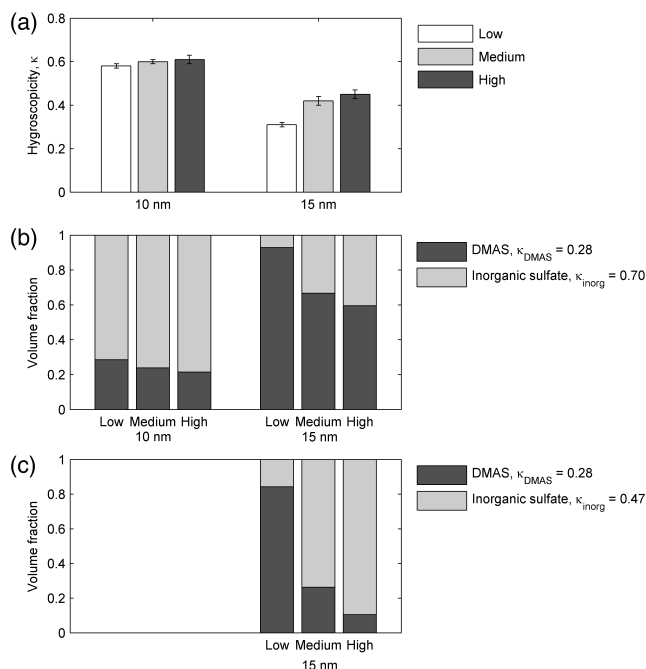 (a)
0.8
0.6
0.4
0.2
0
Hygroscopicity, κ
10 nm
15 nm
Low
Medium
High
(b)
1
0.8
0.6
0.4
0.2
0
Volume fraction
Low Medium High
10 nm
Low Medium High
15 nm
DMAS, κDMAS = 0.28
Inorganic sulfate, κinorg = 0.70
(c)
1
0.8
0.6
0.4
0.2
0
Volume fraction
Low Medium High
15 nm
DMAS, κDMAS = 0.28
Inorganic sulfate, κinorg = 0.47